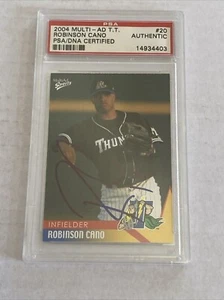 PSA
2004 MULTI-AD T.T. #20
ROBINSON CANO AUTHENTIC
PSA/DNA CERTIFIED 14934403
THUN
INFIELDER
ROBINSON CANO